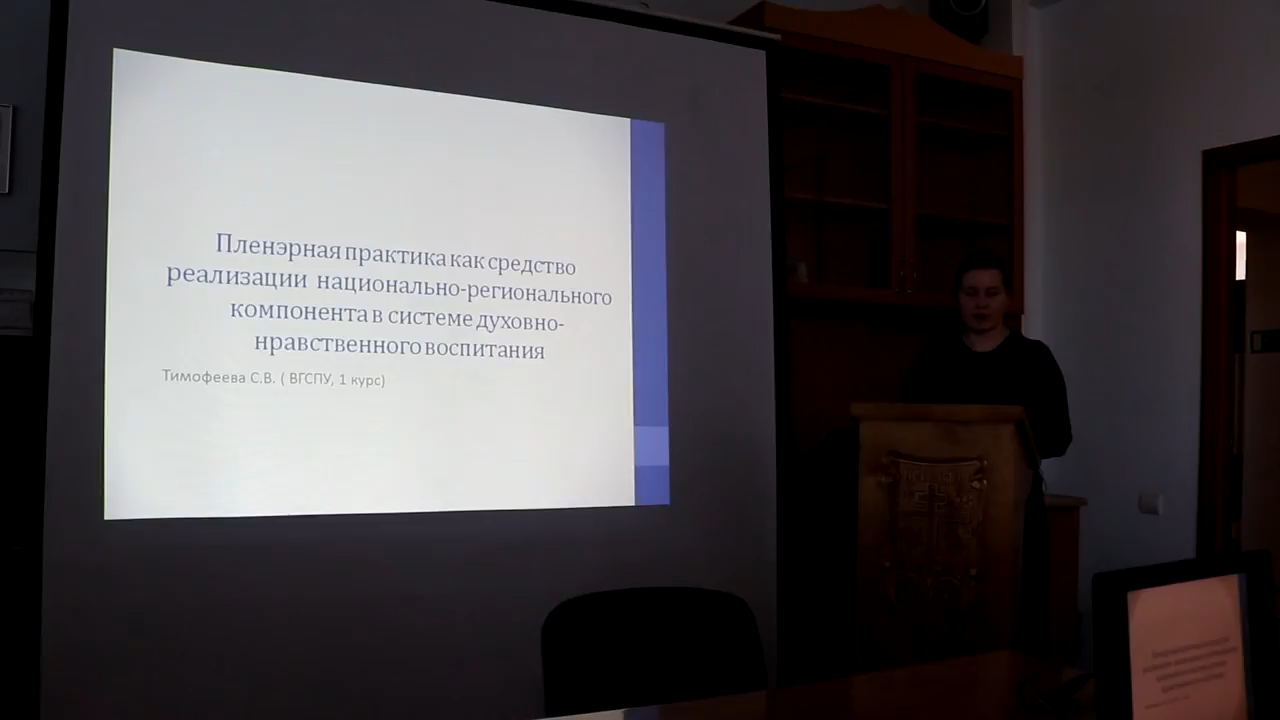 Пленэрная практика как средство
реализации национально-регионального
компонента в системе духовно-
нравственного воспитания
Тимофеева С.В. ( ВГСПУ, 1 курс)